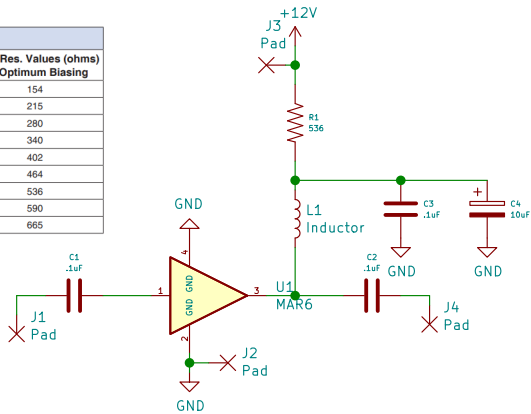 Res. Values (ohms)
Optimum Biasing
154
215
280
340
402
464
536
590
665
+12V
J3
Pad
R1
536
L1
Inductor
C3
.1uF
+
C4
10uF
GND
GND
GND
4
GND
GND
1
3
2
U1
MAR6
C1
.1uF
C2
.1uF
J1
Pad
J4
Pad
J2
Pad
GND